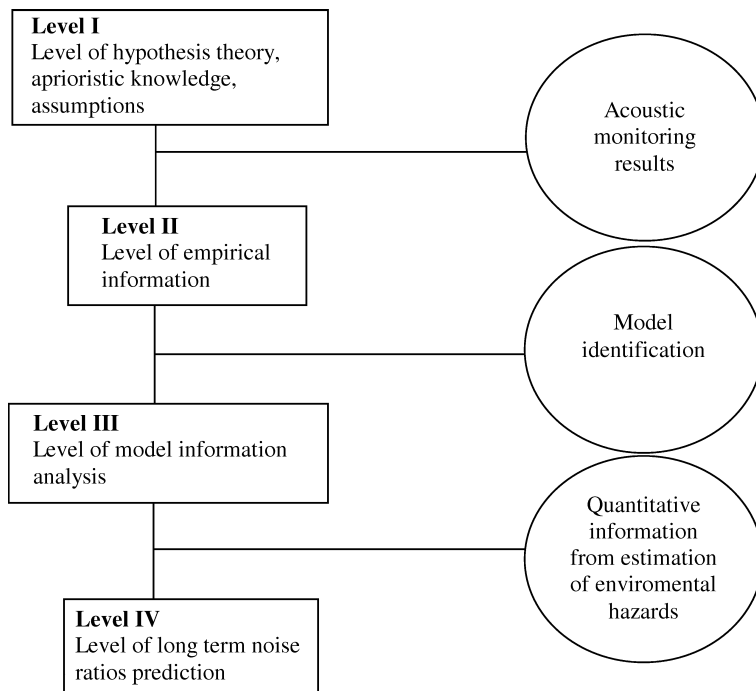 Level I
Level of hypothesis theory,
aprioristic knowledge,
assumptions
Acoustic
monitoring
results
Level II
Level of empirical
information
Model
identification
Level III
Level of model information
analysis
Quantitative
information
from estimation
of enviromental
hazards
Level IV
Level of long term noise
ratios prediction